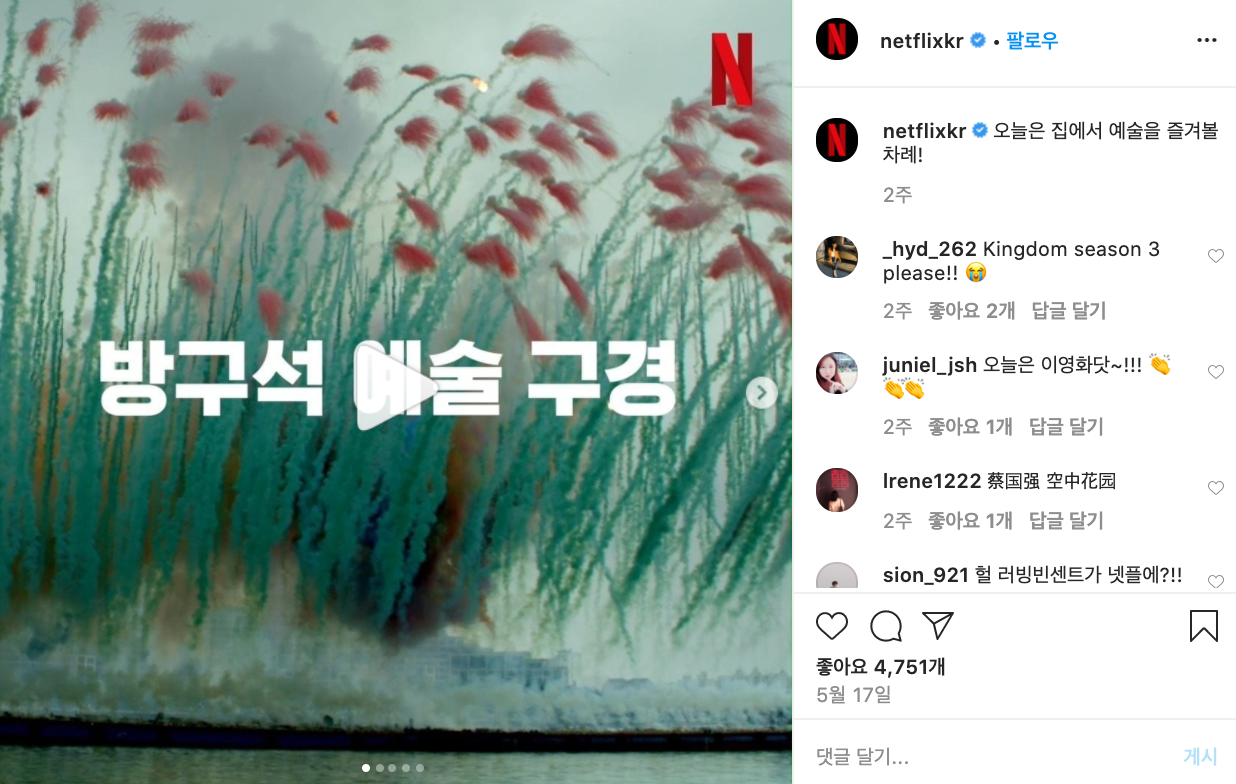 방구석 예술 구경
netflixkr • 팔로우
netflixkr 오늘은 집에서 예술을 즐겨볼
차례!
2주
_hyd_262 Kingdom season 3
please!! 😭
2주 좋아요 2개 답글 달기
juniel_jsh 오늘은 이영화닷~!!! 👏
👏👏
2주 좋아요 1개 답글 달기
Irene1222 蔡国强 空中花园
2주 좋아요 1개 답글 달기
sion_921 헐 러빙빈센트가 넷플에?!!
좋아요 4,751개
5월 17일
댓글 달기...
게시